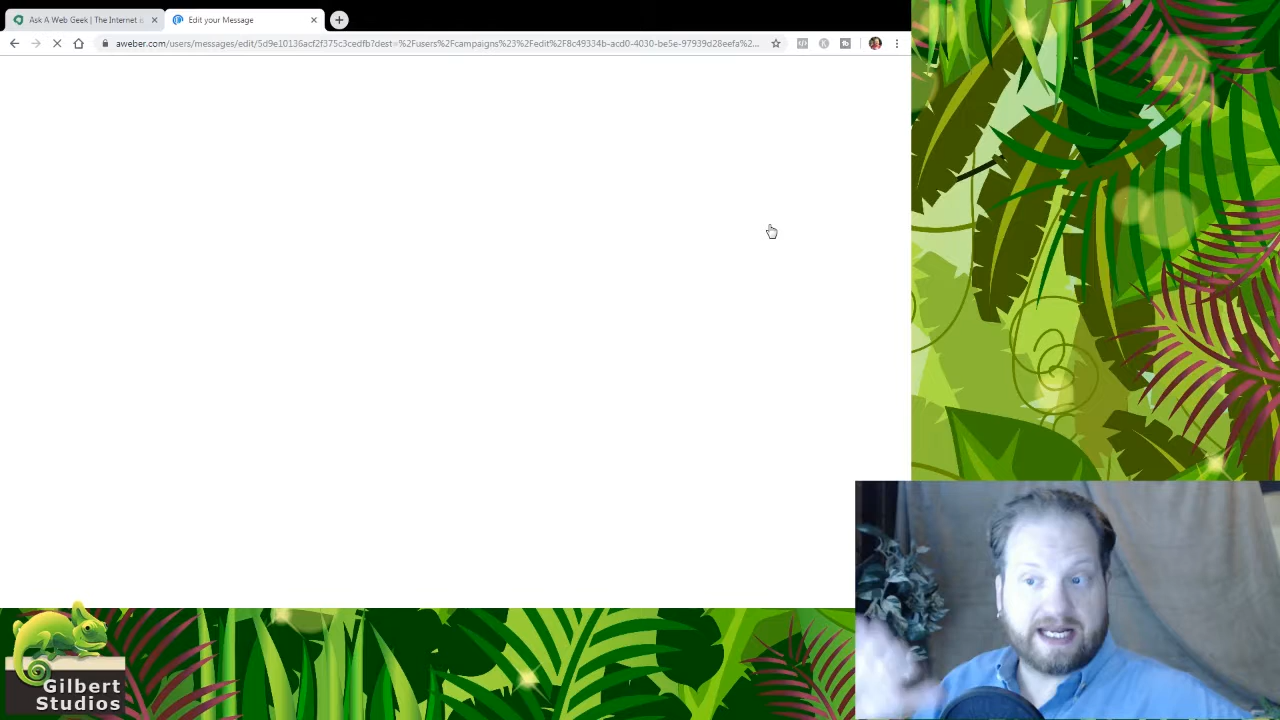 Ask A Web Geek | The Internet
Edit your Message
aweber.com/users/messages/edit/5d9e10136acf2f375c3cedfb?dest=%2Fusers%2Fcampaigns%23%2Fedit%2F8c49334b-acd0-4030-be5e-97939d28eefa%2...
Gilbert
Studios